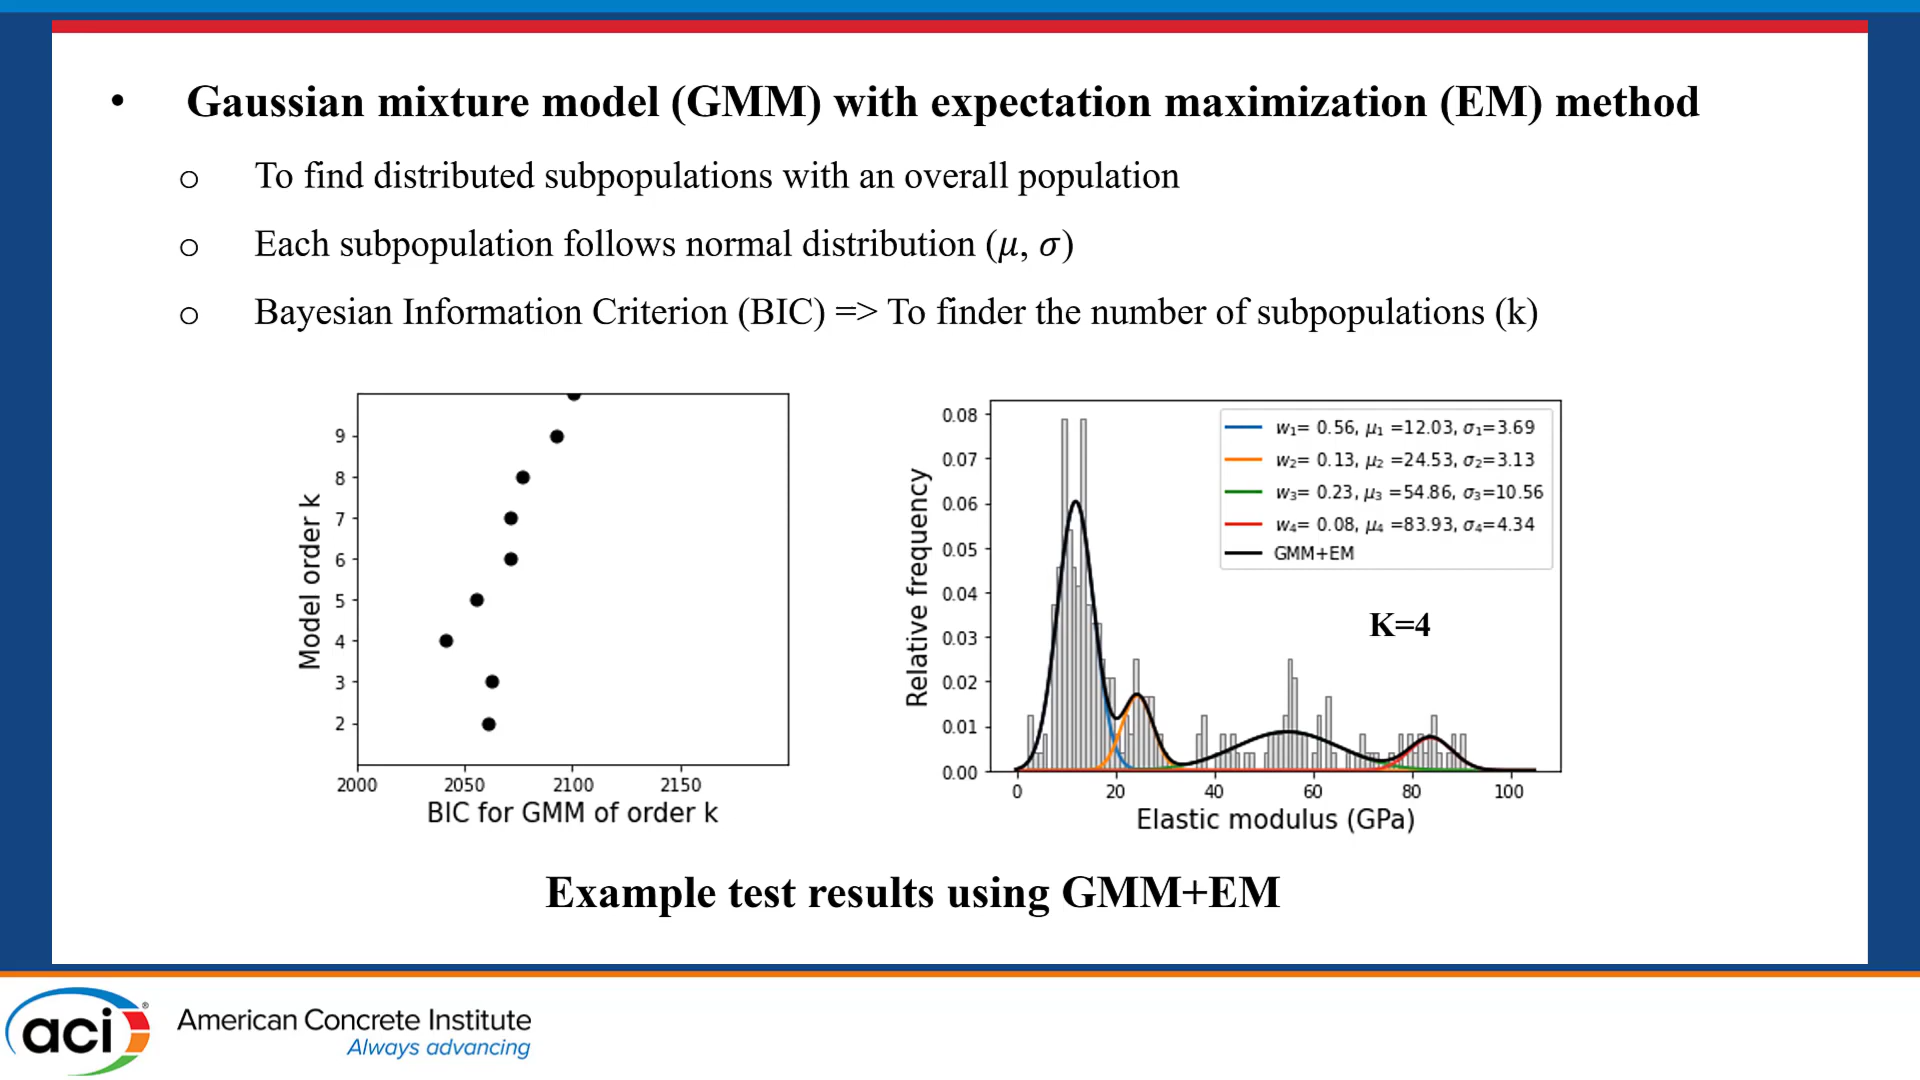 • Gaussian mixture model (GMM) with expectation maximization (EM) method
o To find distributed subpopulations with an overall population
o Each subpopulation follows normal distribution (μ, σ)
o Bayesian Information Criterion (BIC) => To finder the number of subpopulations (k)
Model order k
9
8
7
6
5
4
3
2
2000 2050 2100 2150
BIC for GMM of order k
Relative frequency
0.08
0.07
0.06
0.05
0.04
0.03
0.02
0.01
0.00
w₁= 0.56, μ₁ =12.03, σ₁=3.69
w₂= 0.13, μ₂ =24.53, σ₂=3.13
w₃= 0.23, μ₃ =54.86, σ₃=10.56
w₄= 0.08, μ₄ =83.93, σ₄=4.34
GMM+EM
K=4
0 20 40 60 80 100
Elastic modulus (GPa)
Example test results using GMM+EM
aci®
American Concrete Institute
Always advancing